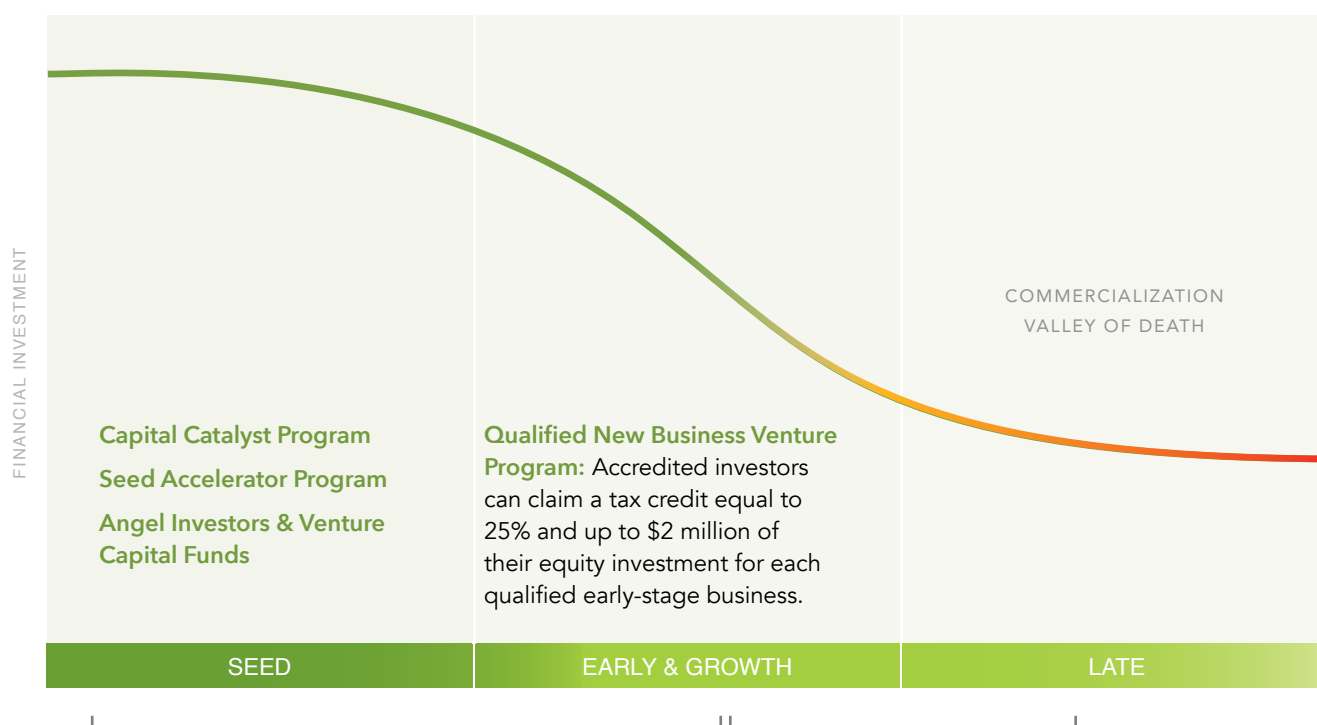 FINANCIAL INVESTMENT
COMMERCIALIZATION
VALLEY OF DEATH
Capital Catalyst Program
Seed Accelerator Program
Angel Investors & Venture
Capital Funds
Qualified New Business Venture
Program: Accredited investors
can claim a tax credit equal to
25% and up to $2 million of
their equity investment for each
qualified early-stage business.
SEED
EARLY & GROWTH
LATE